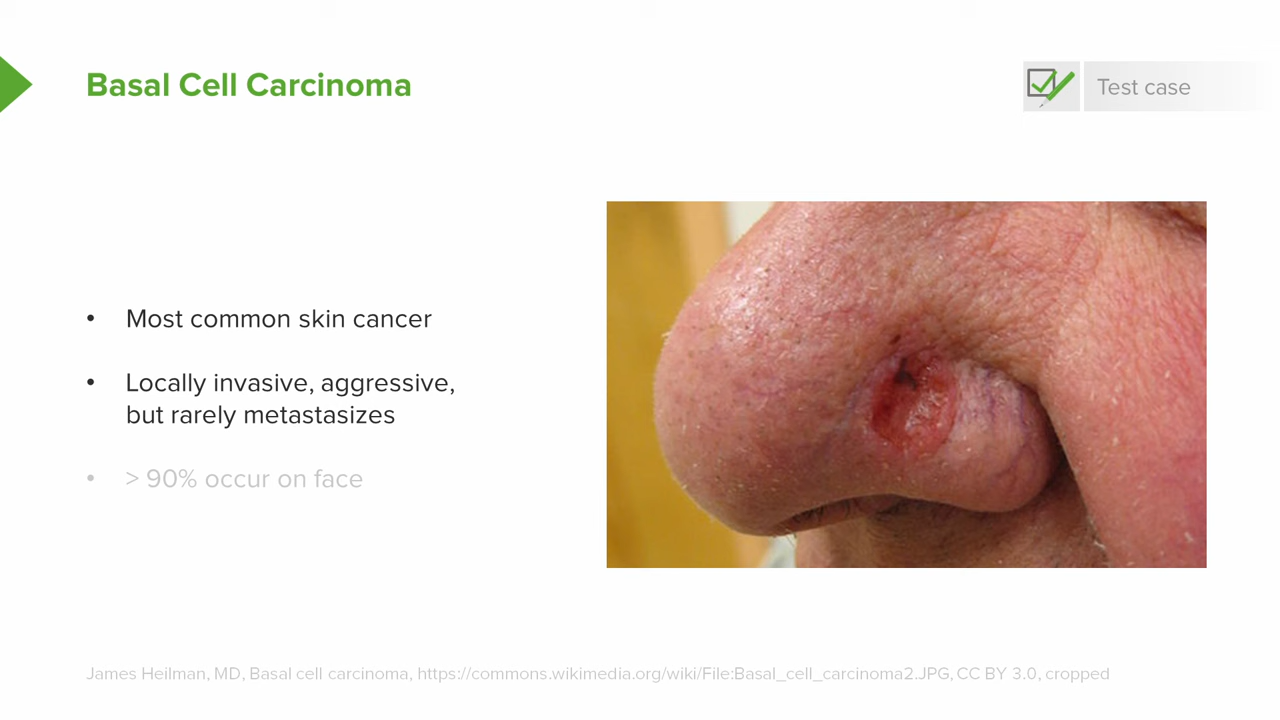 Basal Cell Carcinoma
Test case
• Most common skin cancer
• Locally invasive, aggressive,
but rarely metastasizes
• > 90% occur on face
James Heilman, MD, Basal cell carcinoma, https://commons.wikimedia.org/wiki/File:Basal_cell_carcinoma2.JPG, CC BY 3.0, cropped